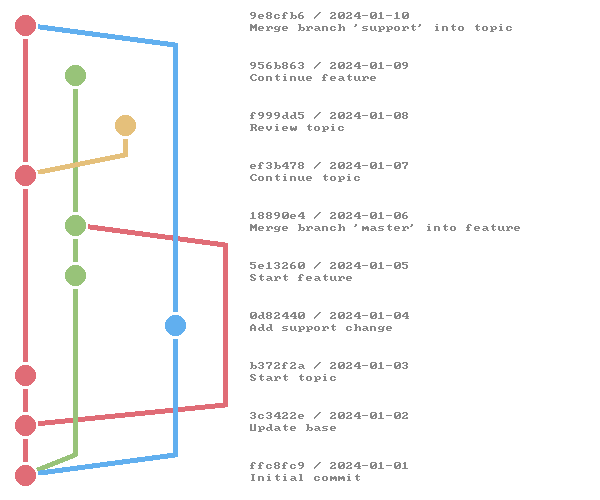 9e8cfb6 / 2024-01-10
Merge branch 'support' into topic
956b863 / 2024-01-09
Continue feature
f999dd5 / 2024-01-08
Review topic
ef3b478 / 2024-01-07
Continue topic
18890e4 / 2024-01-06
Merge branch 'master' into feature
5e13260 / 2024-01-05
Start feature
0d82440 / 2024-01-04
Add support change
b372f2a / 2024-01-03
Start topic
3c3422e / 2024-01-02
Update base
ffc8fc9 / 2024-01-01
Initial commit